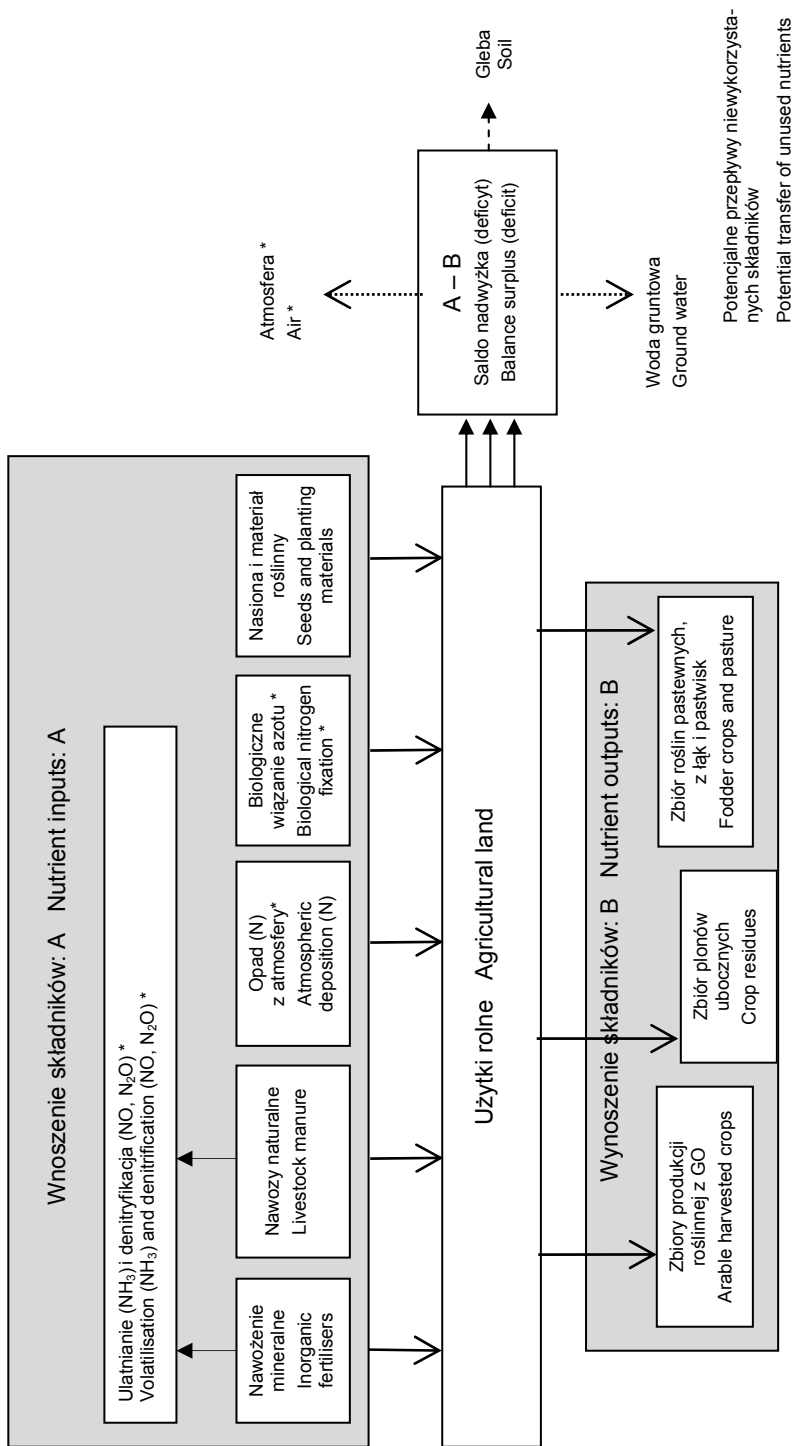 Wnoszenie składników: A   Nutrient inputs: A
Ulatnianie (NH₃) i denitryfikacja (NO, N₂O) *
Volatilisation (NH₃) and denitrification (NO, N₂O) *
Nawożenie
mineralne
Inorganic
fertilisers
Nawozy naturalne
Livestock manure
Opad (N)
z atmosfery*
Atmospheric
deposition (N)
Biologiczne
wiązanie azotu *
Biological nitrogen
fixation *
Nasiona i materiał
roślinny
Seeds and planting
materials
Użytki rolne   Agricultural land
Wynoszenie składników: B   Nutrient outputs: B
Zbiory produkcji
roślinnej z GO
Arable harvested crops
Zbiór plonów
ubocznych
Crop residues
Zbiór roślin pastewnych,
z łąk i pastwisk
Fodder crops and pasture
Atmosfera *
Air *
A – B
Saldo nadwyżka (deficyt)
Balance surplus (deficit)
Gleba
Soil
Woda gruntowa
Ground water
Potencjalne przepływy niewykorzysta-
nych składników
Potential transfer of unused nutrients